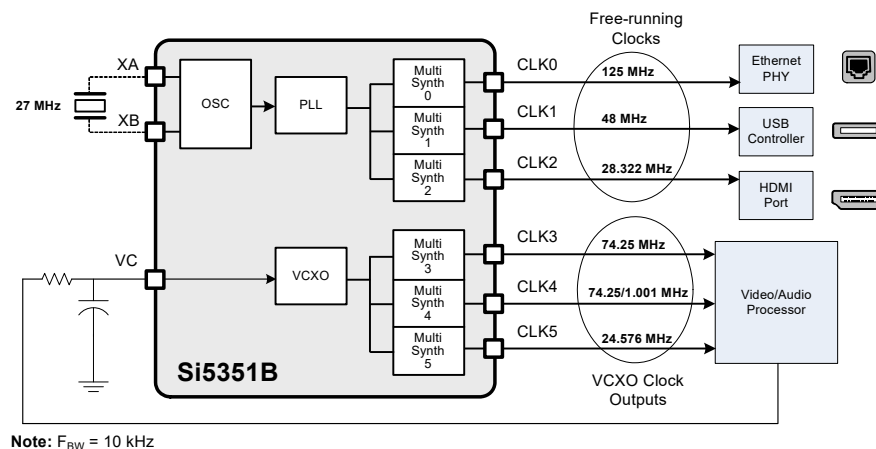 Free-running
Clocks
XA
27 MHz
XB
OSC
PLL
Multi
Synth
0
Multi
Synth
1
Multi
Synth
2
CLK0
125 MHz
Ethernet
PHY
CLK1
48 MHz
USB
Controller
CLK2
28.322 MHz
HDMI
Port
VC
VCXO
Multi
Synth
3
Multi
Synth
4
Multi
Synth
5
CLK3
74.25 MHz
CLK4
74.25/1.001 MHz
CLK5
24.576 MHz
Video/Audio
Processor
Si5351B
VCXO Clock
Outputs
Note: FBW = 10 kHz